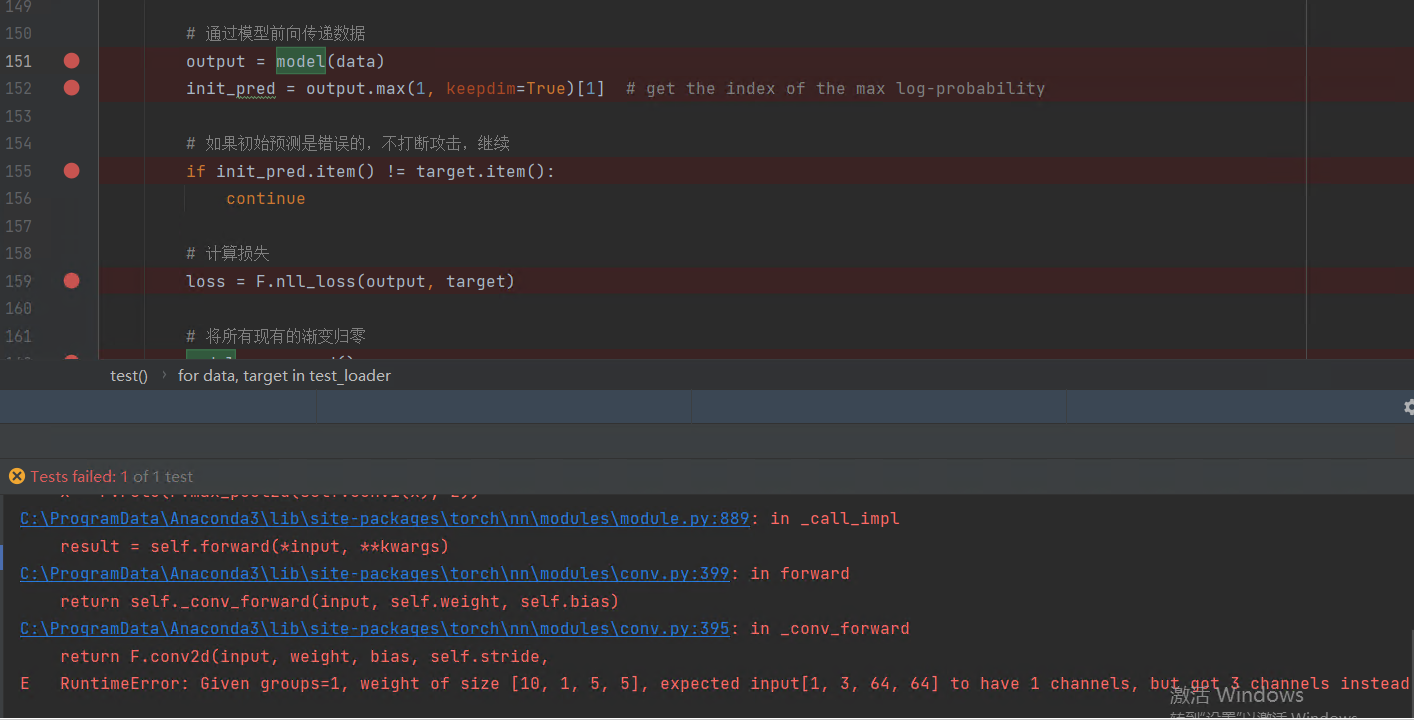 149
150 # 通过模型前向传递数据
151 output = model(data)
152 init_pred = output.max(1, keepdim=True)[1] # get the index of the max log-probability
153
154 # 如果初始预测是错误的，不打断攻击，继续
155 if init_pred.item() != target.item():
156 continue
157
158 # 计算损失
159 loss = F.nll_loss(output, target)
160
161 # 将所有现有的渐变归零
test() › for data, target in test_loader
Tests failed: 1 of 1 test
C:\ProgramData\Anaconda3\lib\site-packages\torch\nn\modules\module.py:889: in _call_impl
result = self.forward(*input, **kwargs)
C:\ProgramData\Anaconda3\lib\site-packages\torch\nn\modules\conv.py:399: in forward
return self._conv_forward(input, self.weight, self.bias)
C:\ProgramData\Anaconda3\lib\site-packages\torch\nn\modules\conv.py:395: in _conv_forward
return F.conv2d(input, weight, bias, self.stride,
E RuntimeError: Given groups=1, weight of size [10, 1, 5, 5], expected input[1, 3, 64, 64] to have 1 channels, but got 3 channels instead
激活 Windows
转到"设置"以激活 Windows